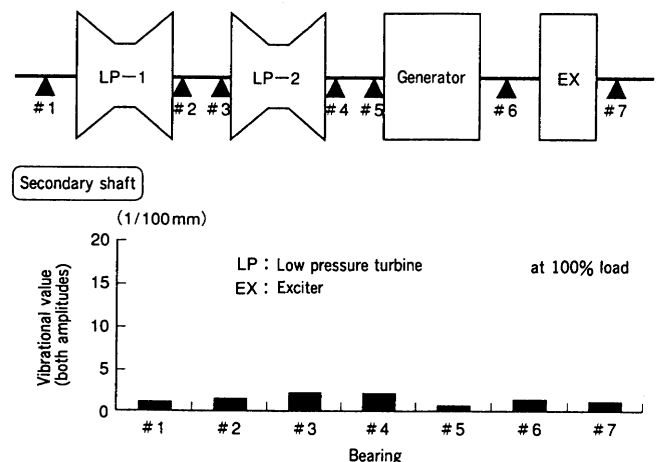 LP-1 LP-2 Generator EX
#1 #2 #3 #4 #5 #6 #7
Secondary shaft
(1/100mm)
20
15
10
5
0
Vibrational value
(both amplitudes)
LP : Low pressure turbine
EX : Exciter
at 100% load
#1 #2 #3 #4 #5 #6 #7
Bearing